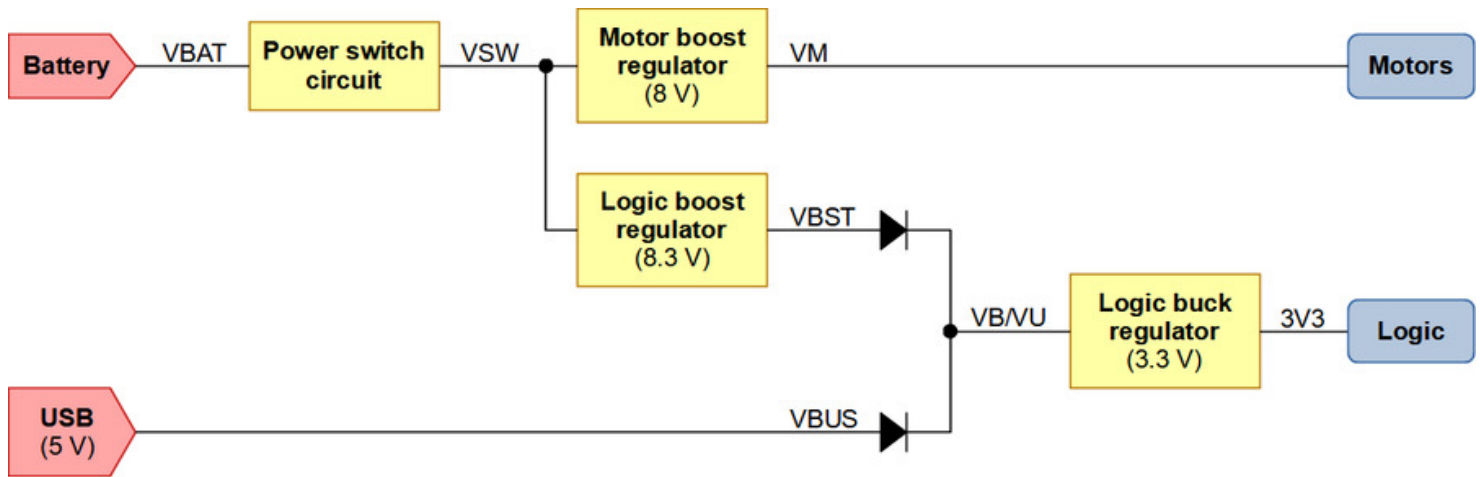 Battery
VBAT
Power switch
circuit
VSW
Motor boost
regulator
(8 V)
VM
Motors
Logic boost
regulator
(8.3 V)
VBST
VB/VU
Logic buck
regulator
(3.3 V)
3V3
Logic
USB
(5 V)
VBUS